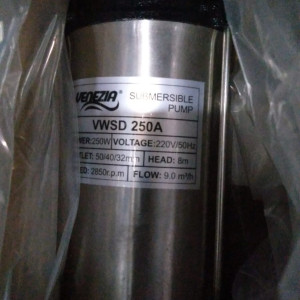 VENEZIA
SUBMERSIBLE
PUMP
VWSD 250A
WER:250W VOLTAGE:220V/50Hz
TLET: 50/40/32mm HEAD: 8m
ED: 2850r.p.m FLOW: 9.0 m³/h